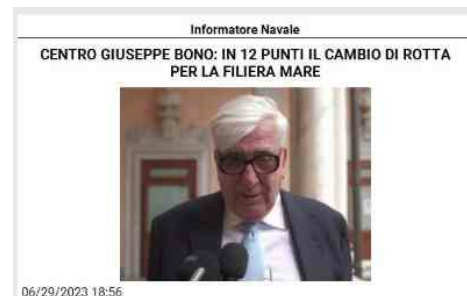 Informatore Navale
CENTRO GIUSEPPE BONO: IN 12 PUNTI IL CAMBIO DI ROTTA
PER LA FILIERA MARE
06/29/2023 18:56